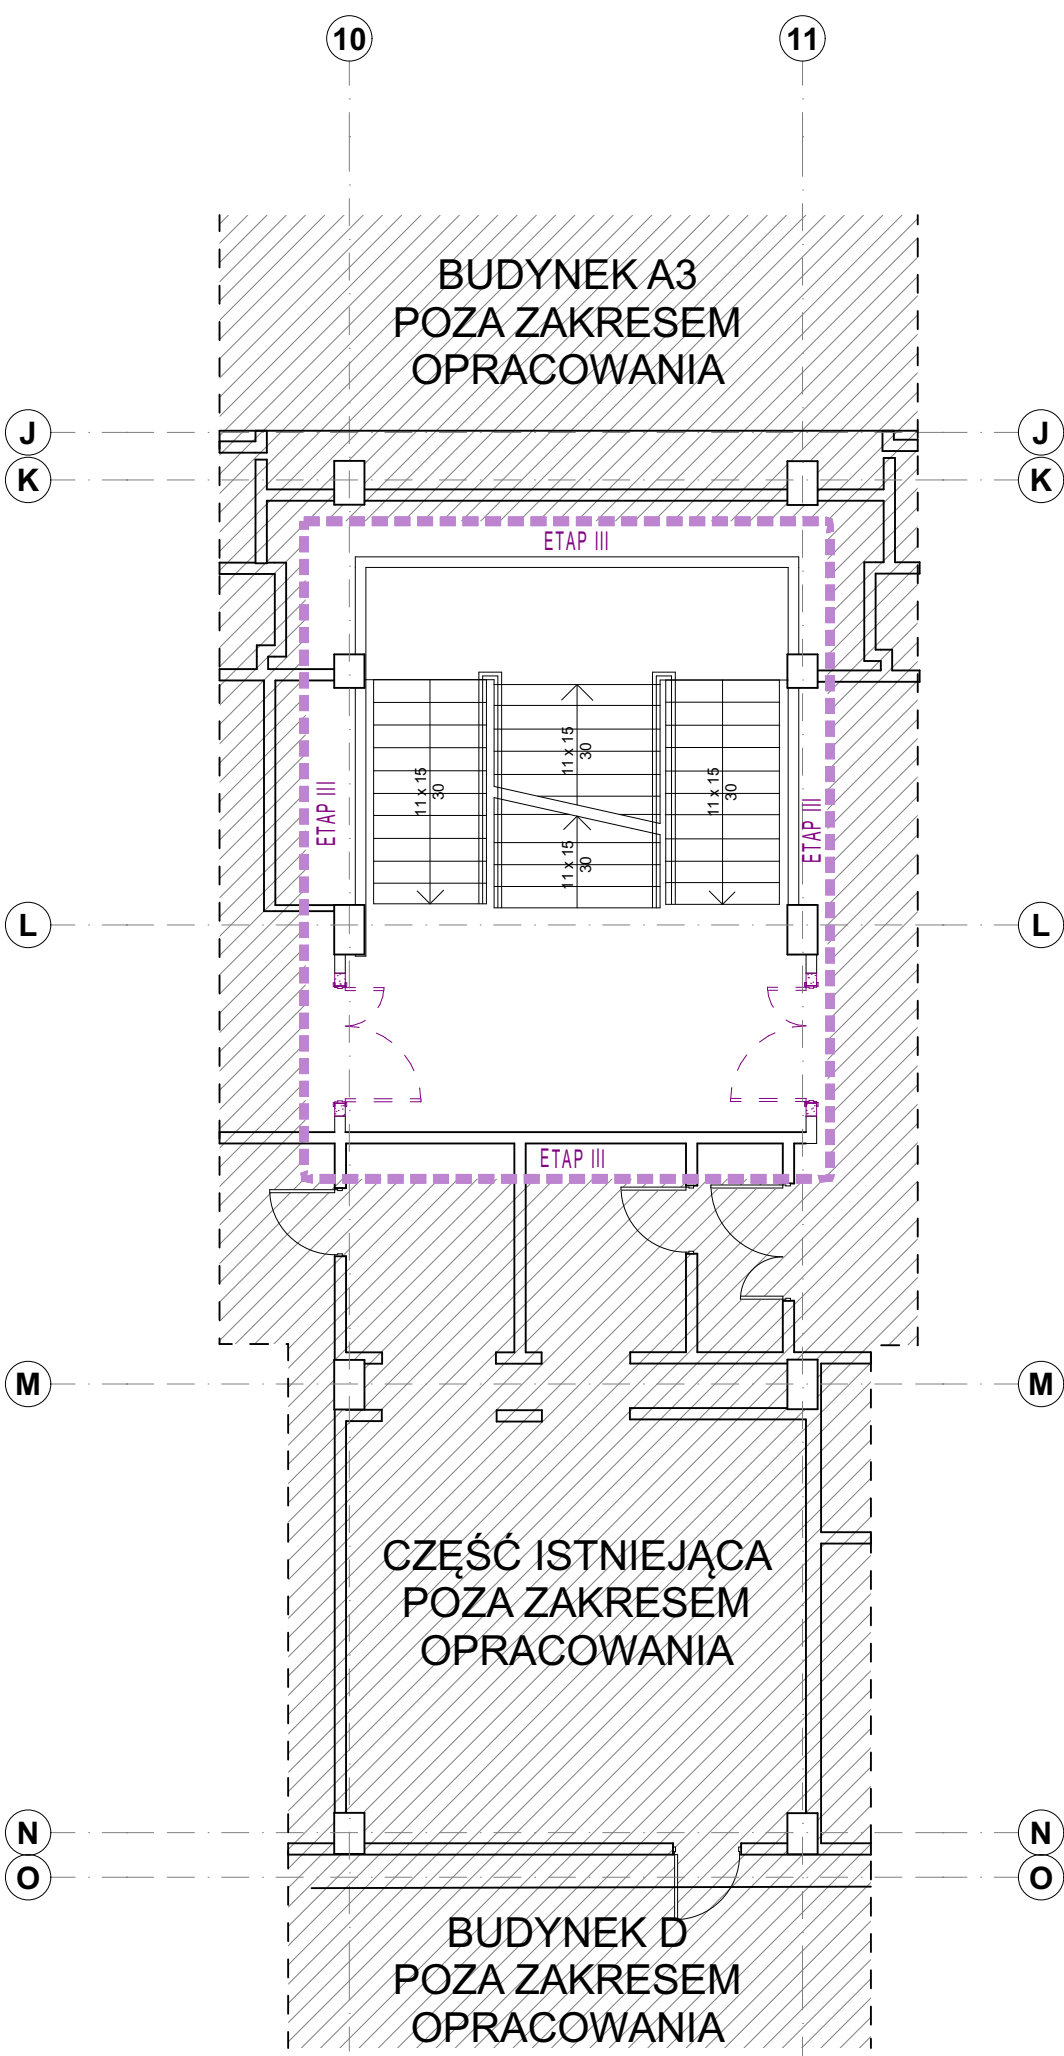 10
11
BUDYNEK A3
POZA ZAKRESEM
OPRACOWANIA
J
J
K
K
ETAP III
11 x 15
30
11 x 15
30
11 x 15
30
11 x 15
30
ETAP III
ETAP III
L
L
ETAP III
M
M
CZĘŚĆ ISTNIEJĄCA
POZA ZAKRESEM
OPRACOWANIA
N
N
O
O
BUDYNEK D
POZA ZAKRESEM
OPRACOWANIA